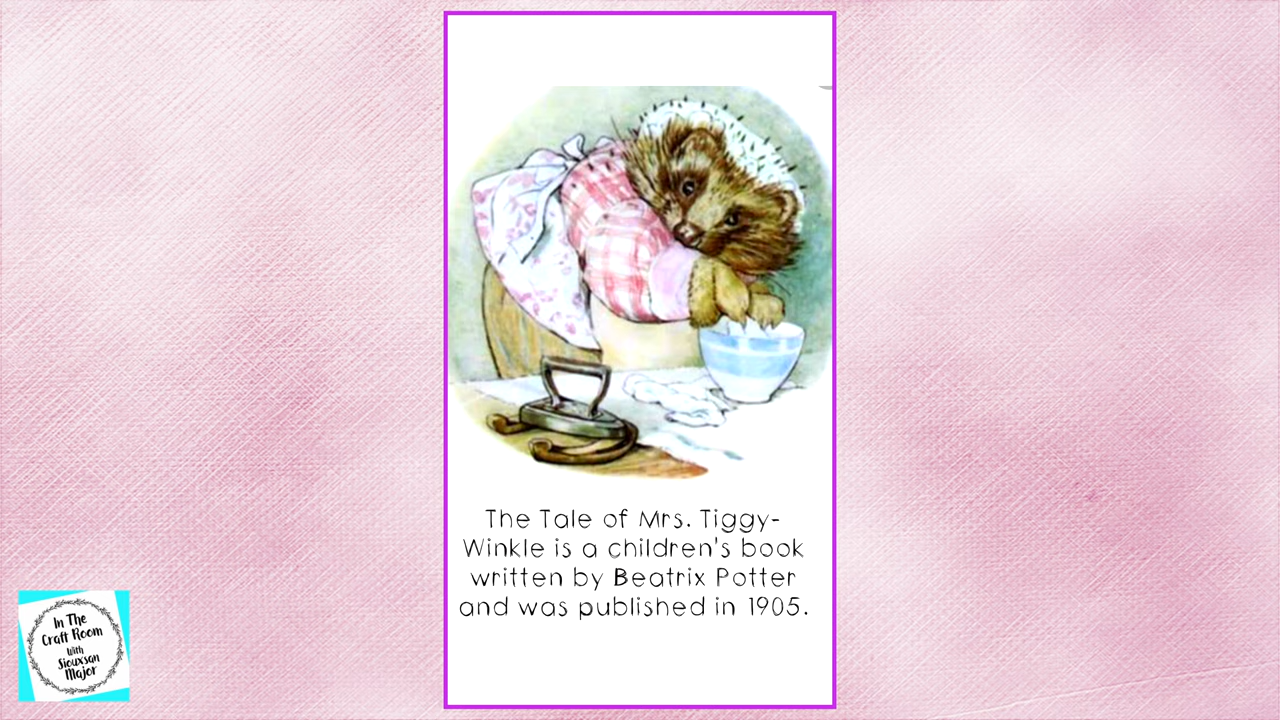 The Tale of Mrs. Tiggy-
Winkle is a children's book
written by Beatrix Potter
and was published in 1905.
In The
Craft Room
With
Siouxsan
Major